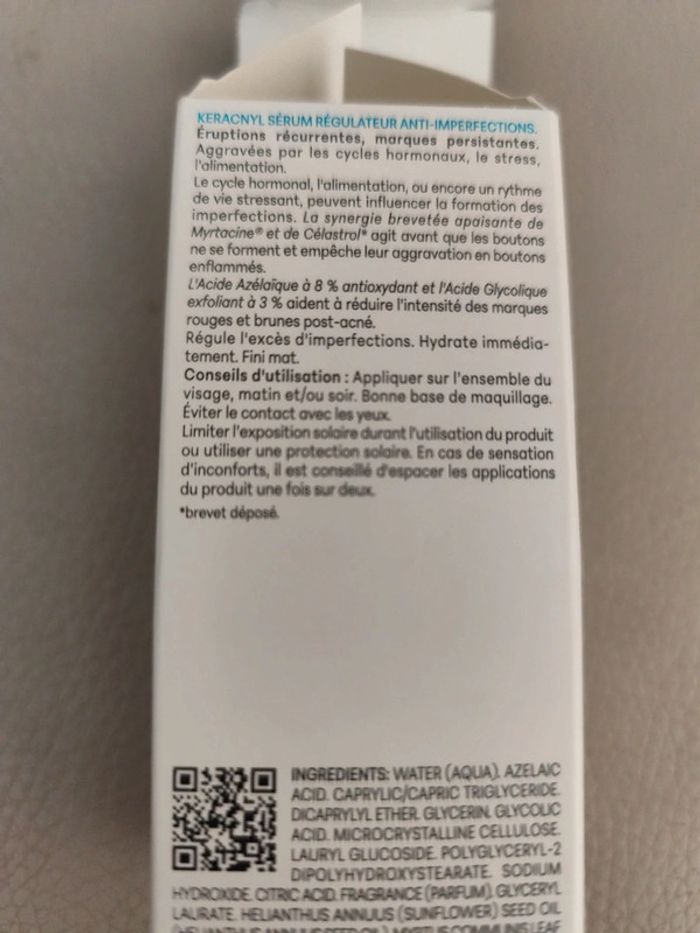 KERACNYL SÉRUM RÉGULATEUR ANTI-IMPERFECTIONS.
Éruptions récurrentes, marques persistantes.
Aggravées par les cycles hormonaux, le stress,
l'alimentation.
Le cycle hormonal, l'alimentation, ou encore un rythme
de vie stressant, peuvent influencer la formation des
imperfections. La synergie brevetée apaisante de
Myrtacine® et de Célastrol* agit avant que les boutons
ne se forment et empêche leur aggravation en boutons
enflammés.
L'Acide Azélaïque à 8 % antioxydant et l'Acide Glycolique
exfoliant à 3 % aident à réduire l'intensité des marques
rouges et brunes post-acné.
Régule l'excès d'imperfections. Hydrate immédia-
tement. Fini mat.
Conseils d'utilisation : Appliquer sur l'ensemble du
visage, matin et/ou soir. Bonne base de maquillage.
Éviter le contact avec les yeux.
Limiter l'exposition solaire durant l'utilisation du produit
ou utiliser une protection solaire. En cas de sensation
d'inconforts, il est conseillé d'espacer les applications
du produit une fois sur deux.
*brevet déposé.
INGREDIENTS: WATER (AQUA). AZELAIC
ACID. CAPRYLIC/CAPRIC TRIGLYCERIDE.
DICAPRYLYL ETHER. GLYCERIN. GLYCOLIC
ACID. MICROCRYSTALLINE CELLULOSE.
LAURYL GLUCOSIDE. POLYGLYCERYL-2
DIPOLYHYDROXYSTEARATE. SODIUM
HYDROXIDE. CITRIC ACID. FRAGRANCE (PARFUM). GLYCERYL
LAURATE. HELIANTHUS ANNUUS (SUNFLOWER) SEED OIL
(HELIANTHUS ANNUUS SEED OIL). MYRTUS COMMUNIS LEAF